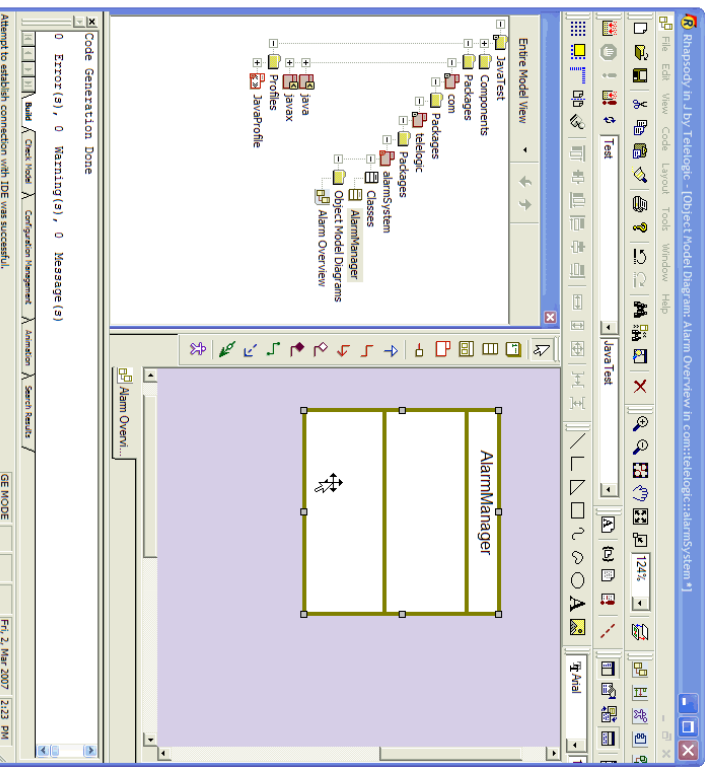 Rhapsody in J by Telelogic - [Object Model Diagram: Alarm Overview in com::telelogic::alarmSystem *]
File Edit View Code Layout Tools Window Help
124%
Test
JavaTest
Arial
Entire Model View
JavaTest
Components
Packages
com
Packages
telelogic
Packages
alarmSystem
Classes
AlarmManager
Object Model Diagrams
Alarm Overview
java
javax
Profiles
JavaProfile
AlarmManager
Alarm Overvi...
Code Generation Done
0 Error(s), 0 Warning(s), 0 Message(s)
Build Check Model Configuration Management Animation Search Results
Attempt to establish connection with IDE was successful.
GE MODE
Fri, 2, Mar 2007
2:23 PM